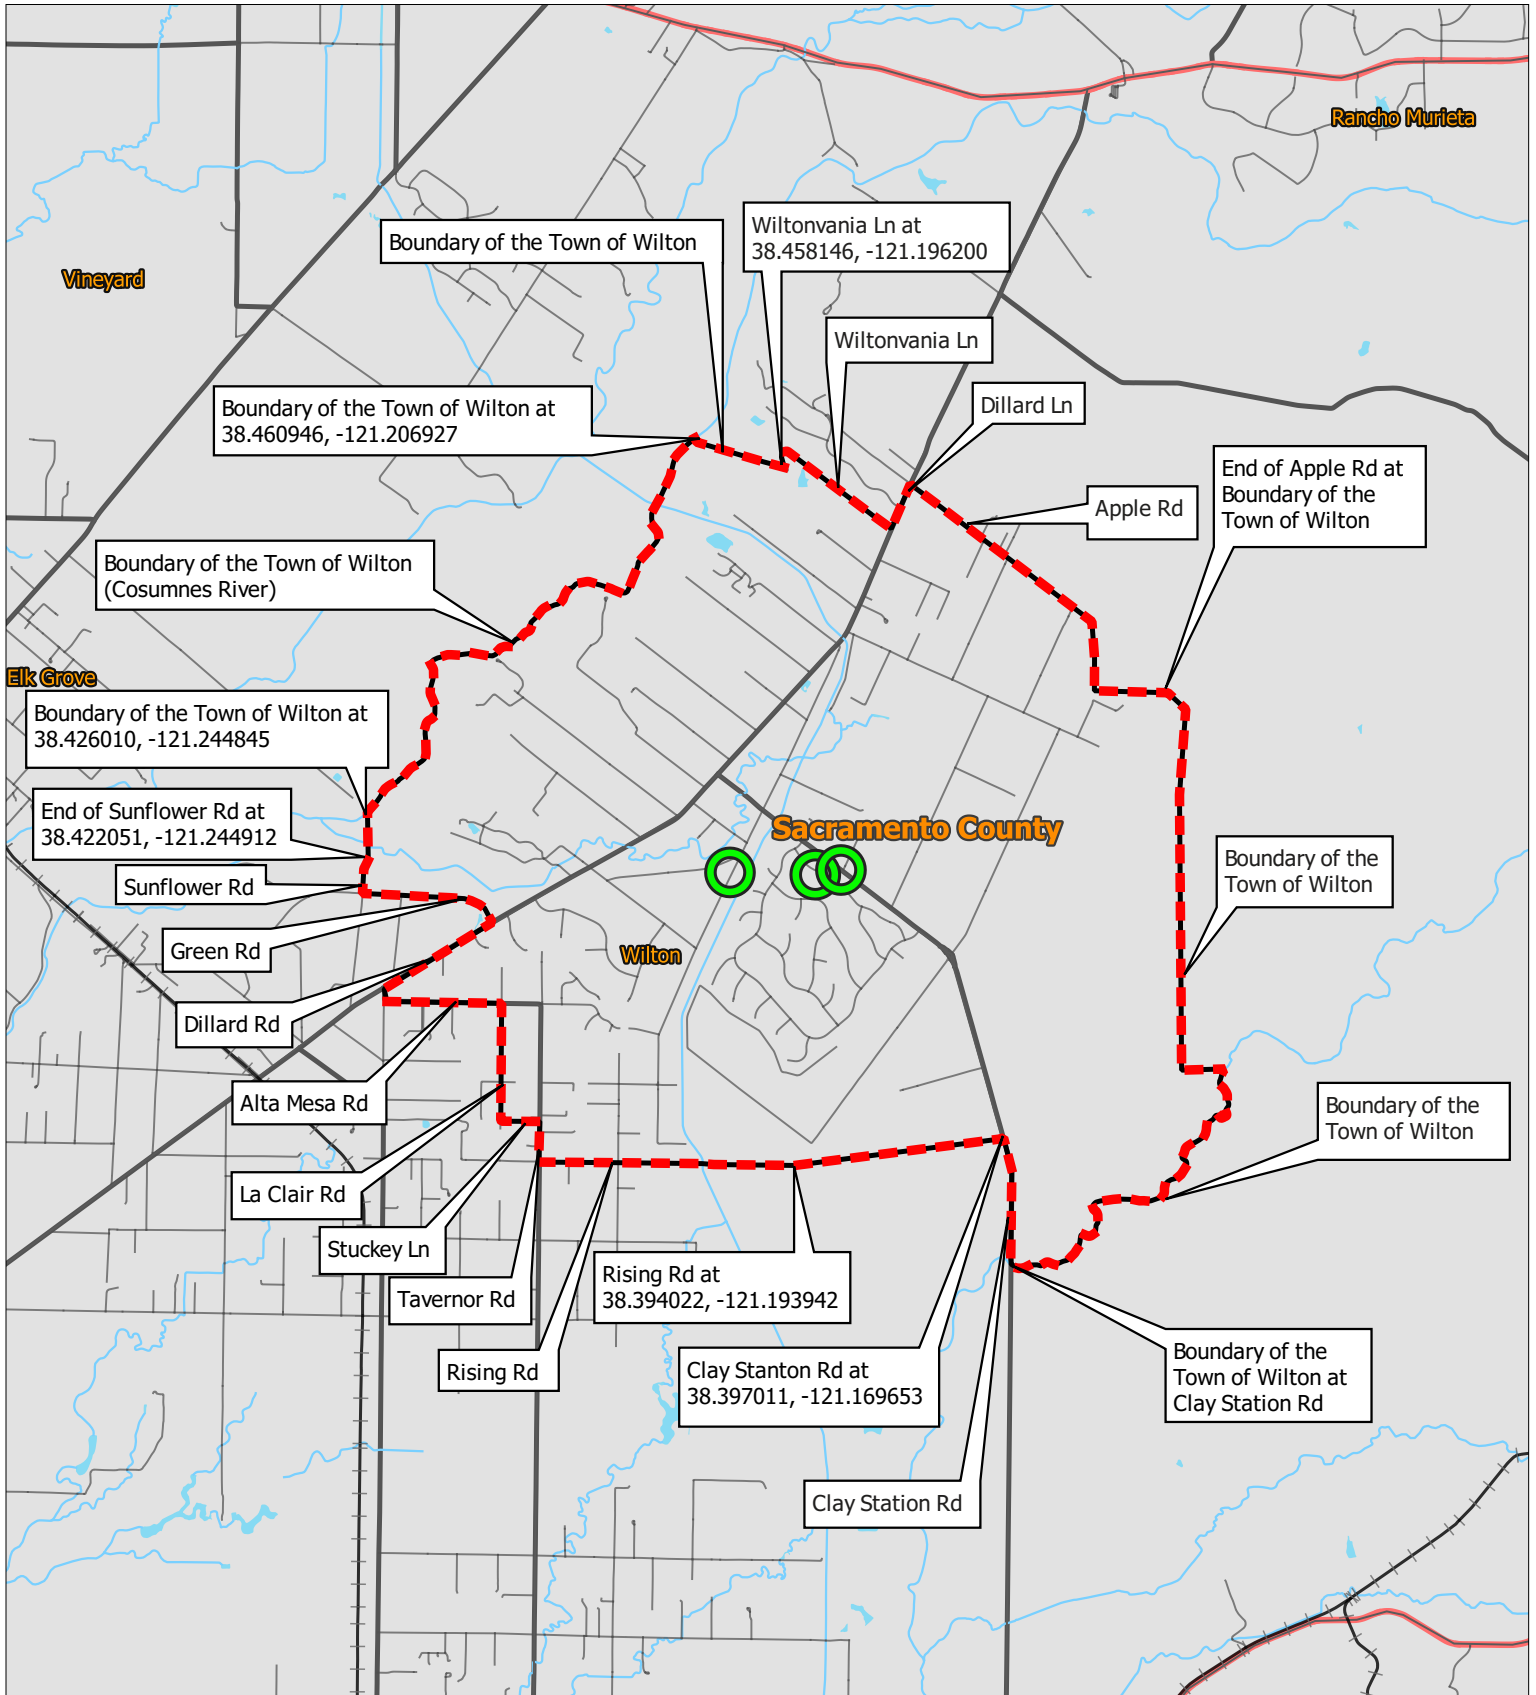 Rancho Murieta
Wiltonvania Ln at
38.458146, -121.196200
Boundary of the Town of Wilton
Vineyard
Wiltonvania Ln
Dillard Ln
Boundary of the Town of Wilton at
38.460946, -121.206927
End of Apple Rd at
Boundary of the
Town of Wilton
Apple Rd
Boundary of the Town of Wilton
(Cosumnes River)
Elk Grove
Boundary of the Town of Wilton at
38.426010, -121.244845
End of Sunflower Rd at
38.422051, -121.244912
Sacramento County
Boundary of the
Town of Wilton
Sunflower Rd
Green Rd
Wilton
Dillard Rd
Alta Mesa Rd
Boundary of the
Town of Wilton
La Clair Rd
Stuckey Ln
Rising Rd at
38.394022, -121.193942
Tavernor Rd
Rising Rd
Clay Stanton Rd at
38.397011, -121.169653
Boundary of the
Town of Wilton at
Clay Station Rd
Clay Station Rd